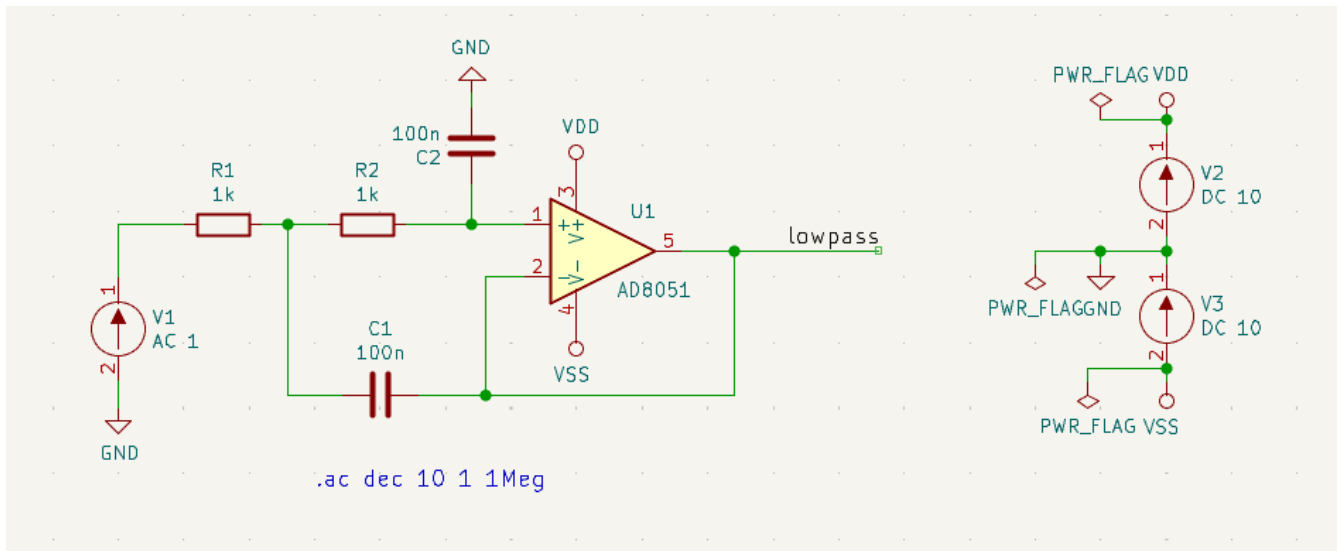 GND
PWR_FLAG VDD
100n
C2
VDD
R1
1k
R2
1k
3
1
V2
DC 10
2
1
U1
+
V+
5
lowpass
2
-
V-
AD8051
4
VSS
1
V1
AC 1
2
GND
C1
100n
PWR_FLAG GND
1
V3
DC 10
2
PWR_FLAG VSS
.ac dec 10 1 1Meg